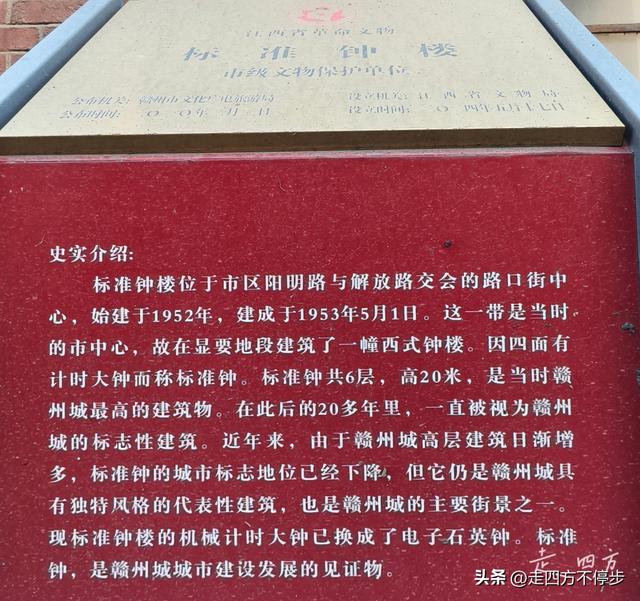 江西省革命文物
标准钟楼
市级文物保护单位
公布机关：赣州市文化广电旅游局
设立机关：江西省文物局
公布时间：
设立时间：
史实介绍:
标准钟楼位于市区阳明路与解放路交会的路口街中
心，始建于1952年，建成于1953年5月1日。这一带是当时
的市中心，故在显要地段建筑了一幢西式钟楼。因四面有
计时大钟而称标准钟。标准钟共6层，高20米，是当时赣
州城最高的建筑物。在此后的20多年里，一直被视为赣州
城的标志性建筑。近年来，由于赣州城高层建筑日渐增
多，标准钟的城市标志地位已经下降，但它仍是赣州城具
有独特风格的代表性建筑，也是赣州城的主要街景之一。
现标准钟楼的机械计时大钟已换成了电子石英钟。标准
钟，是赣州城城市建设发展的见证物。
走四方
头条@走四方不停步